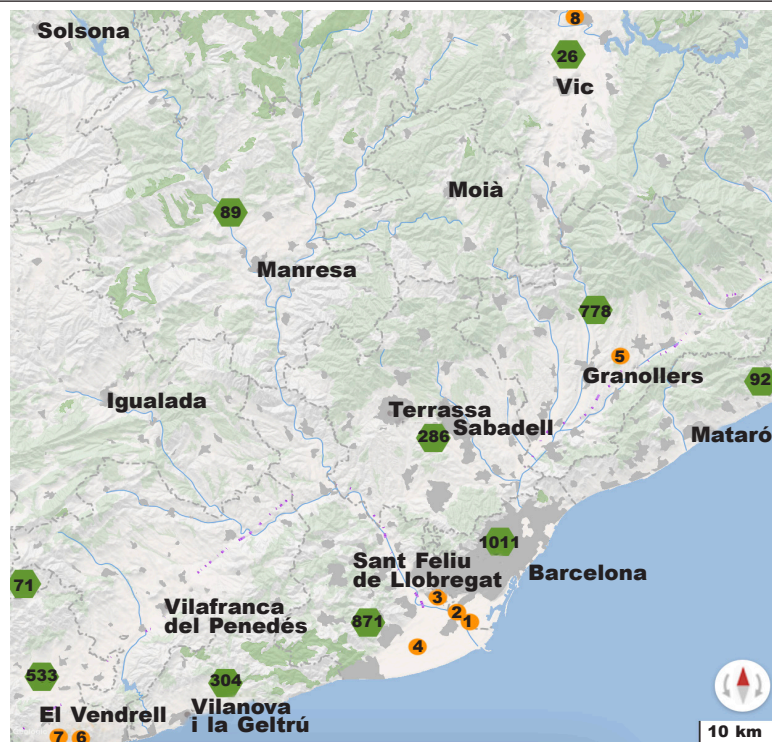 8
Solsona
26
Vic
Moià
89
Manresa
778
5
Granollers
92
Igualada
Terrassa
Sabadell
286
Mataró
1011
Sant Feliu
de Llobregat
Barcelona
71
3
Vilafranca
del Penedés
2
1
871
4
533
304
El Vendrell
Vilanova
i la Geltrú
7
6
10 km